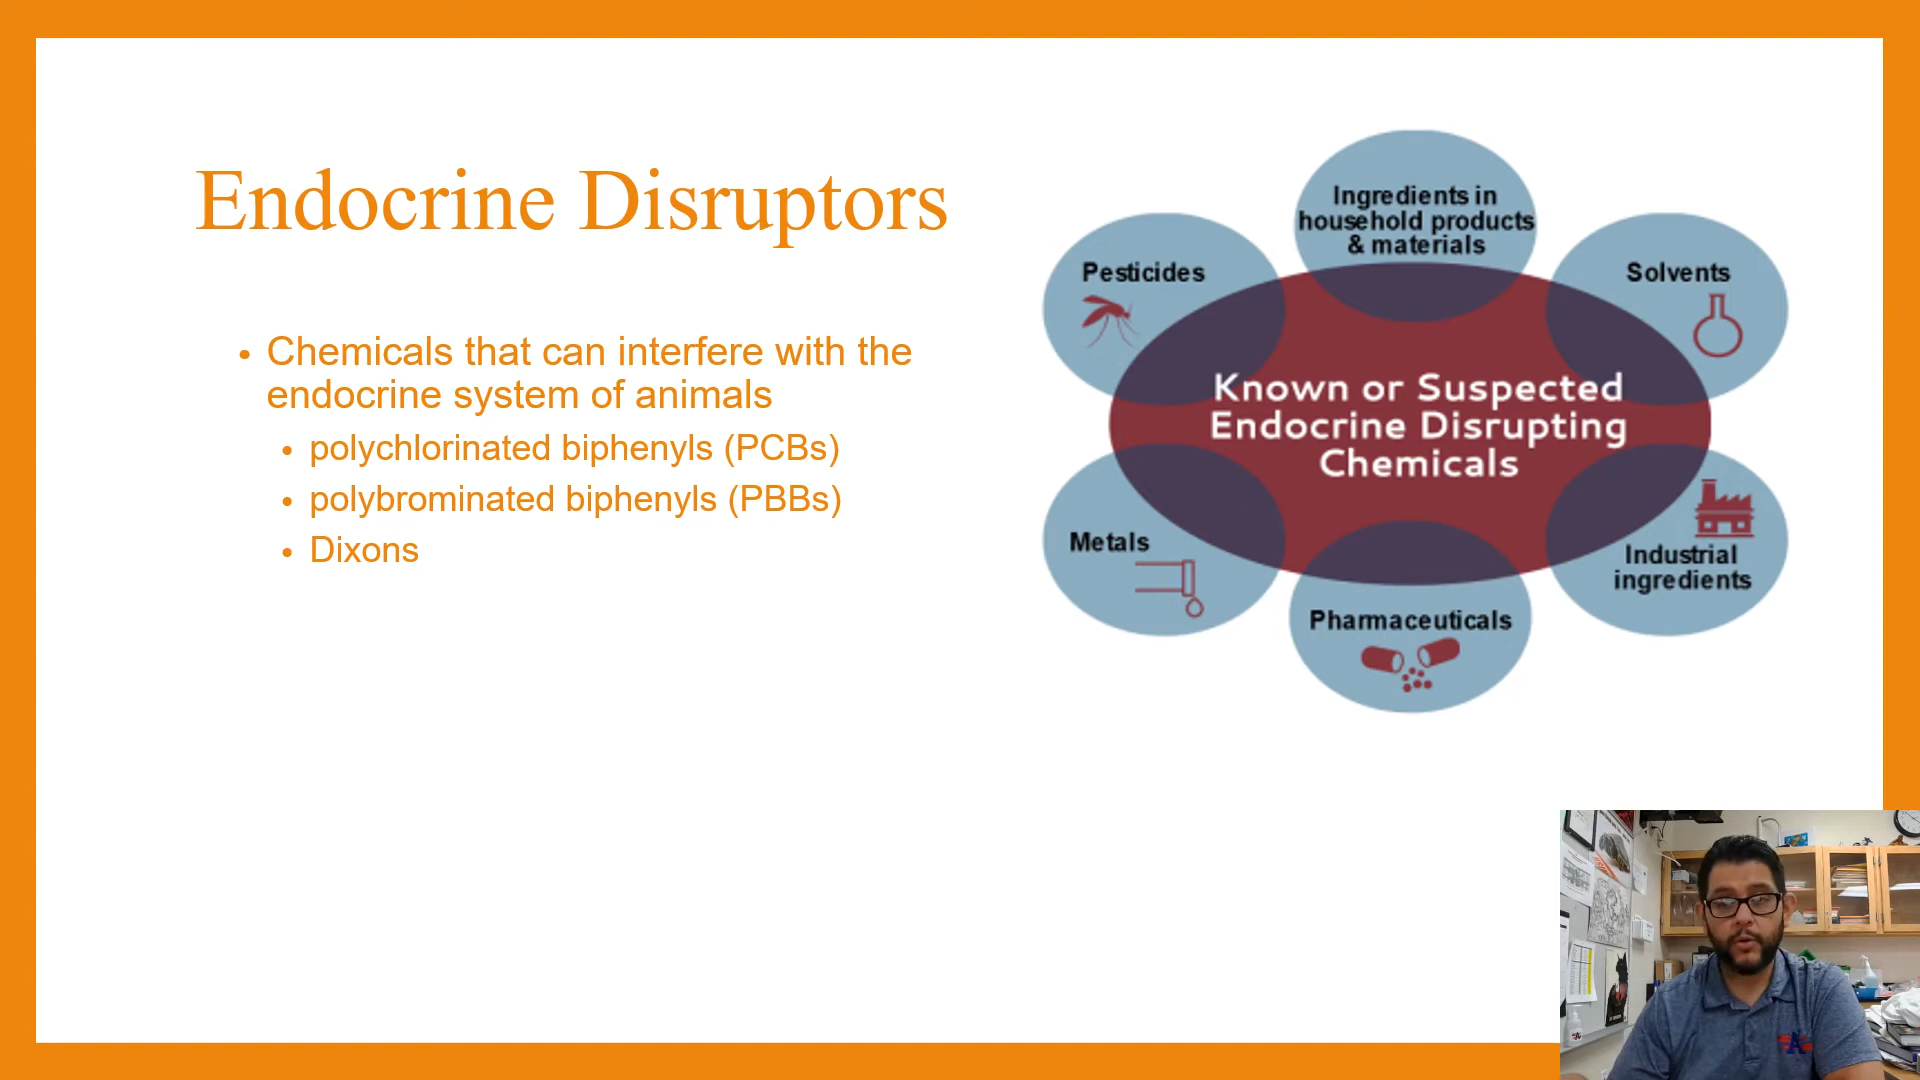 Endocrine Disruptors
• Chemicals that can interfere with the
endocrine system of animals
• polychlorinated biphenyls (PCBs)
• polybrominated biphenyls (PBBs)
• Dixons
Ingredients in
household products
& materials
Pesticides
Solvents
Known or Suspected
Endocrine Disrupting
Chemicals
Metals
Industrial
ingredients
Pharmaceuticals
A